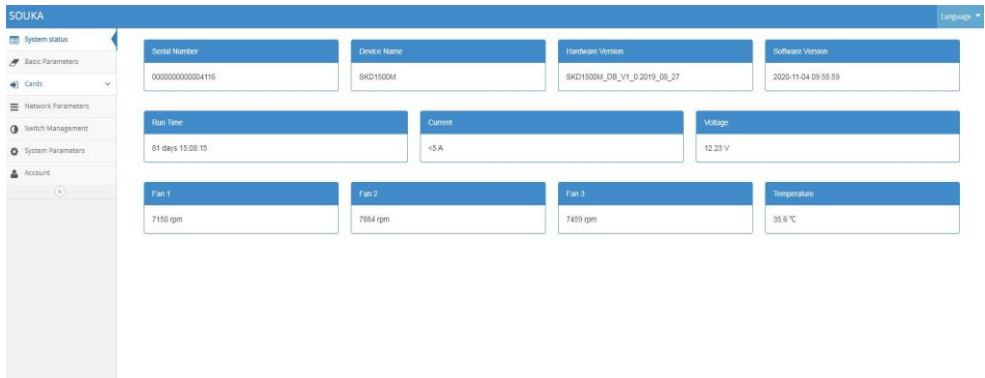 SOUKA
Language
System status
Basic Parameters
Cards
Network Parameters
Switch Management
System Parameters
Account
Serial Number
0000000000004116
Device Name
SKD1500M
Hardware Version
SKD1500M_DB_V1_0 2019_06_27
Software Version
2020-11-04 09:55:59
Run Time
81 days 15:08:15
Current
<5 A
Voltage
12.23 V
Fan 1
7150 rpm
Fan 2
7884 rpm
Fan 3
7459 rpm
Temperature
35.6 ℃